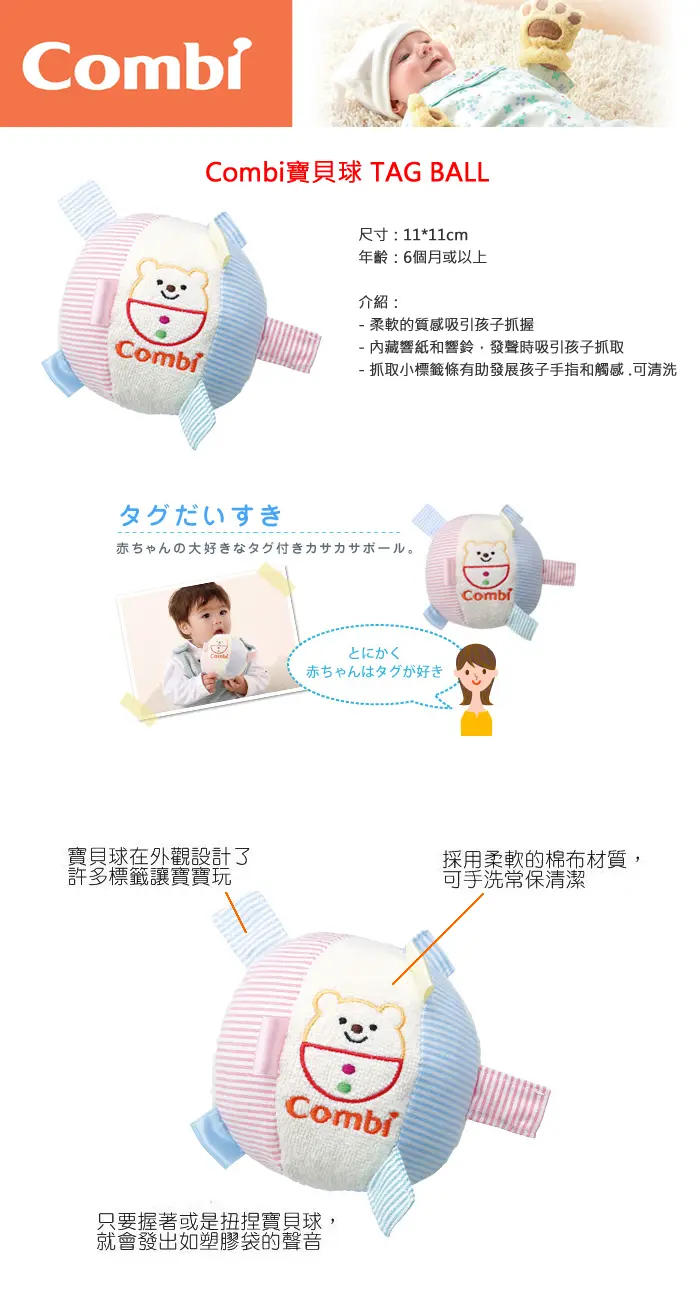 Combi
Combi寶貝球 TAG BALL
尺寸：11*11cm
年齡：6個月或以上
介紹：
- 柔軟的質感吸引孩子抓握
- 內藏響紙和響鈴，發聲時吸引孩子抓取
- 抓取小標籤條有助發展孩子手指和觸感 .可清洗
Combi
タグだいすき
赤ちゃんの大好きなタグ付きカサカサボール。
Combi
Combi
とにかく
赤ちゃんはタグが好き
寶貝球在外觀設計了
許多標籤讓寶寶玩
採用柔軟的棉布材質，
可手洗常保清潔
Combi
只要握著或是扭捏寶貝球，
就會發出如塑膠袋的聲音